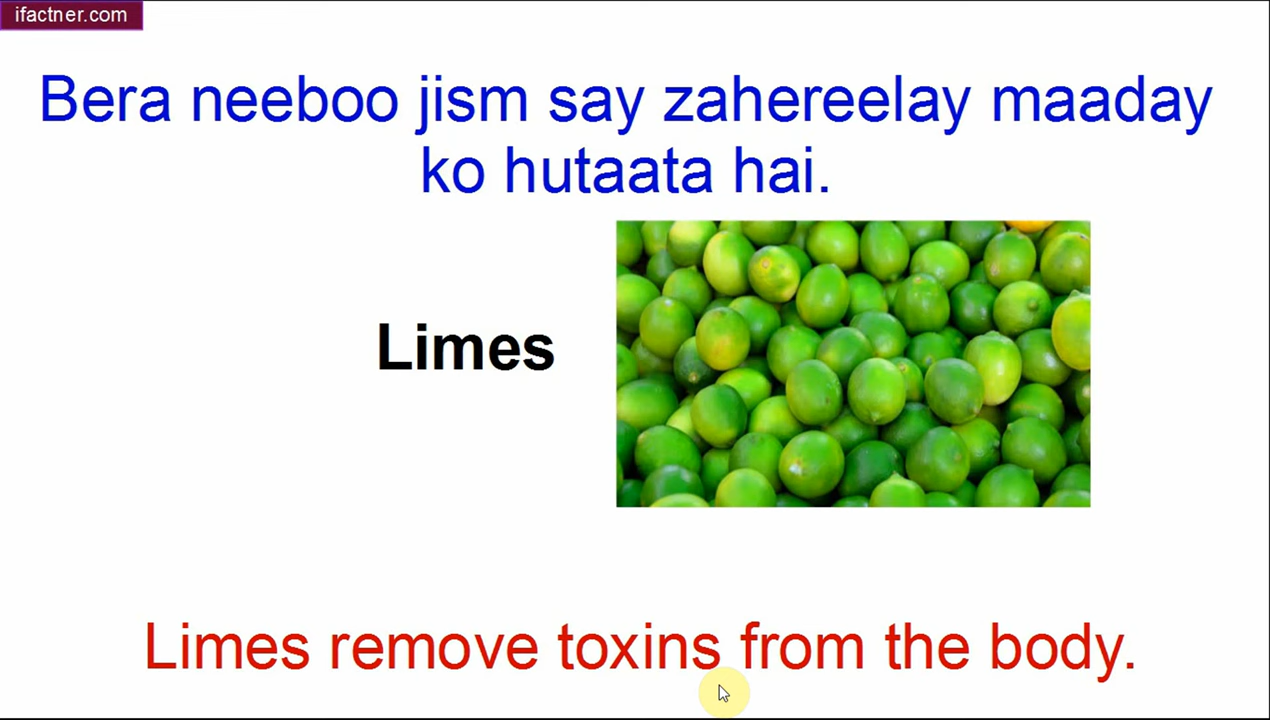 ifactner.com
Bera neeboo jism say zahereelay maaday
ko hutaata hai.
Limes
Limes remove toxins from the body.